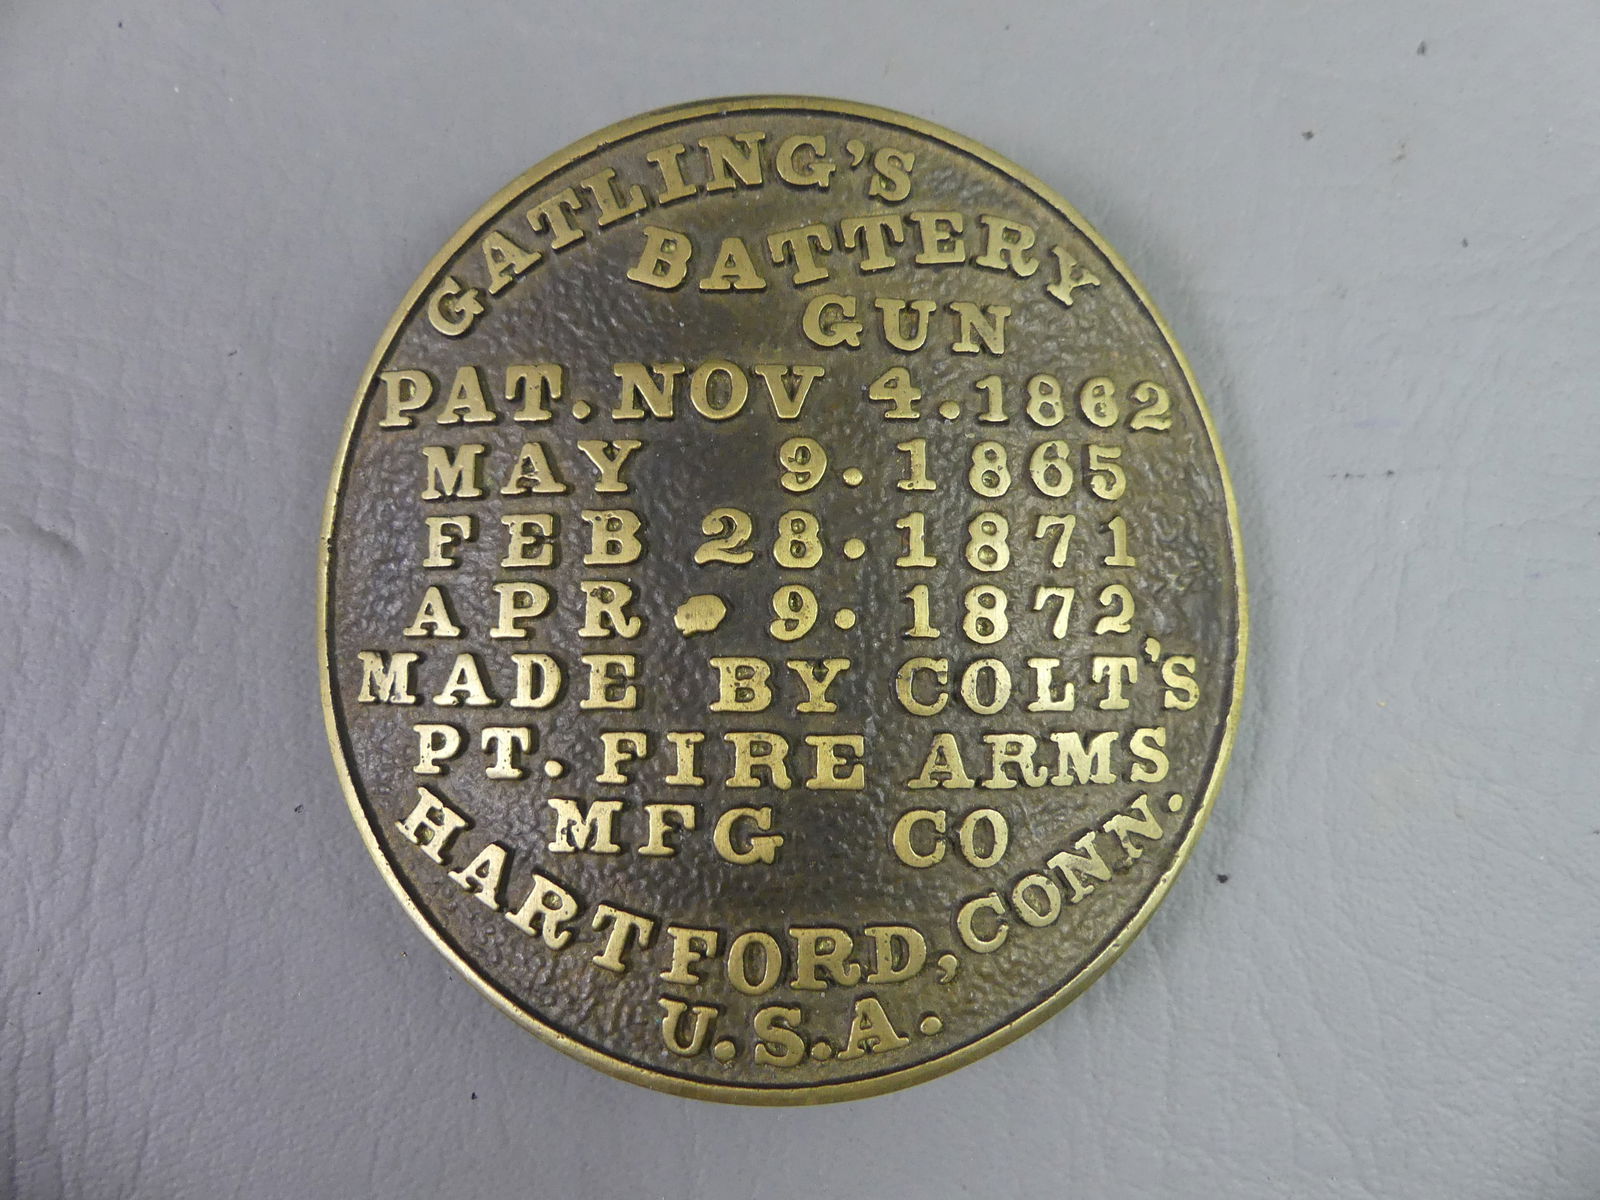 GATLING'S
BATTERY
GUN
PAT. NOV 4. 1862
MAY 9. 1865
FEB 28. 1871
APR 9. 1872
MADE BY COLT'S
PT. FIRE ARMS
MFG CO
HARTFORD, CONN.
U.S.A.